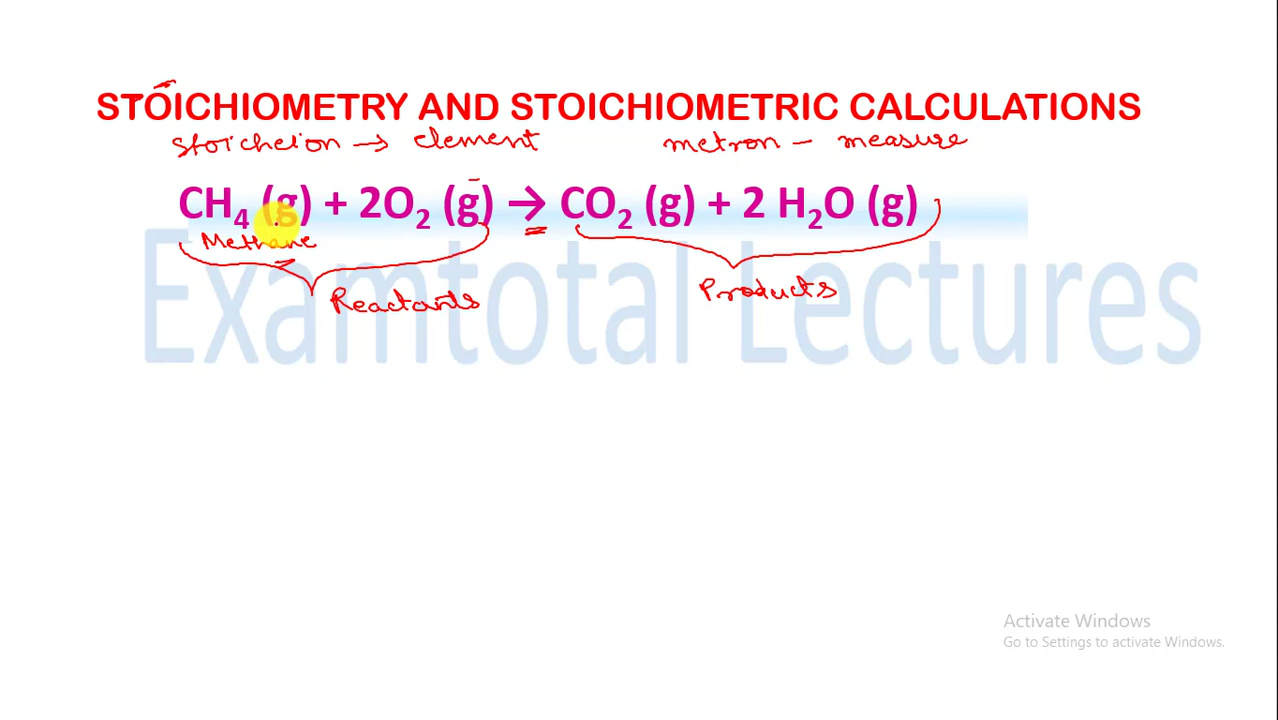 STOICHIOMETRY AND STOICHIOMETRIC CALCULATIONS
stoicheion → element metron - measure
CH₄ (g) + 2O₂ (g) → CO₂ (g) + 2 H₂O (g)
Methane
Reactants Products
Examtotal Lectures
Activate Windows
Go to Settings to activate Windows.